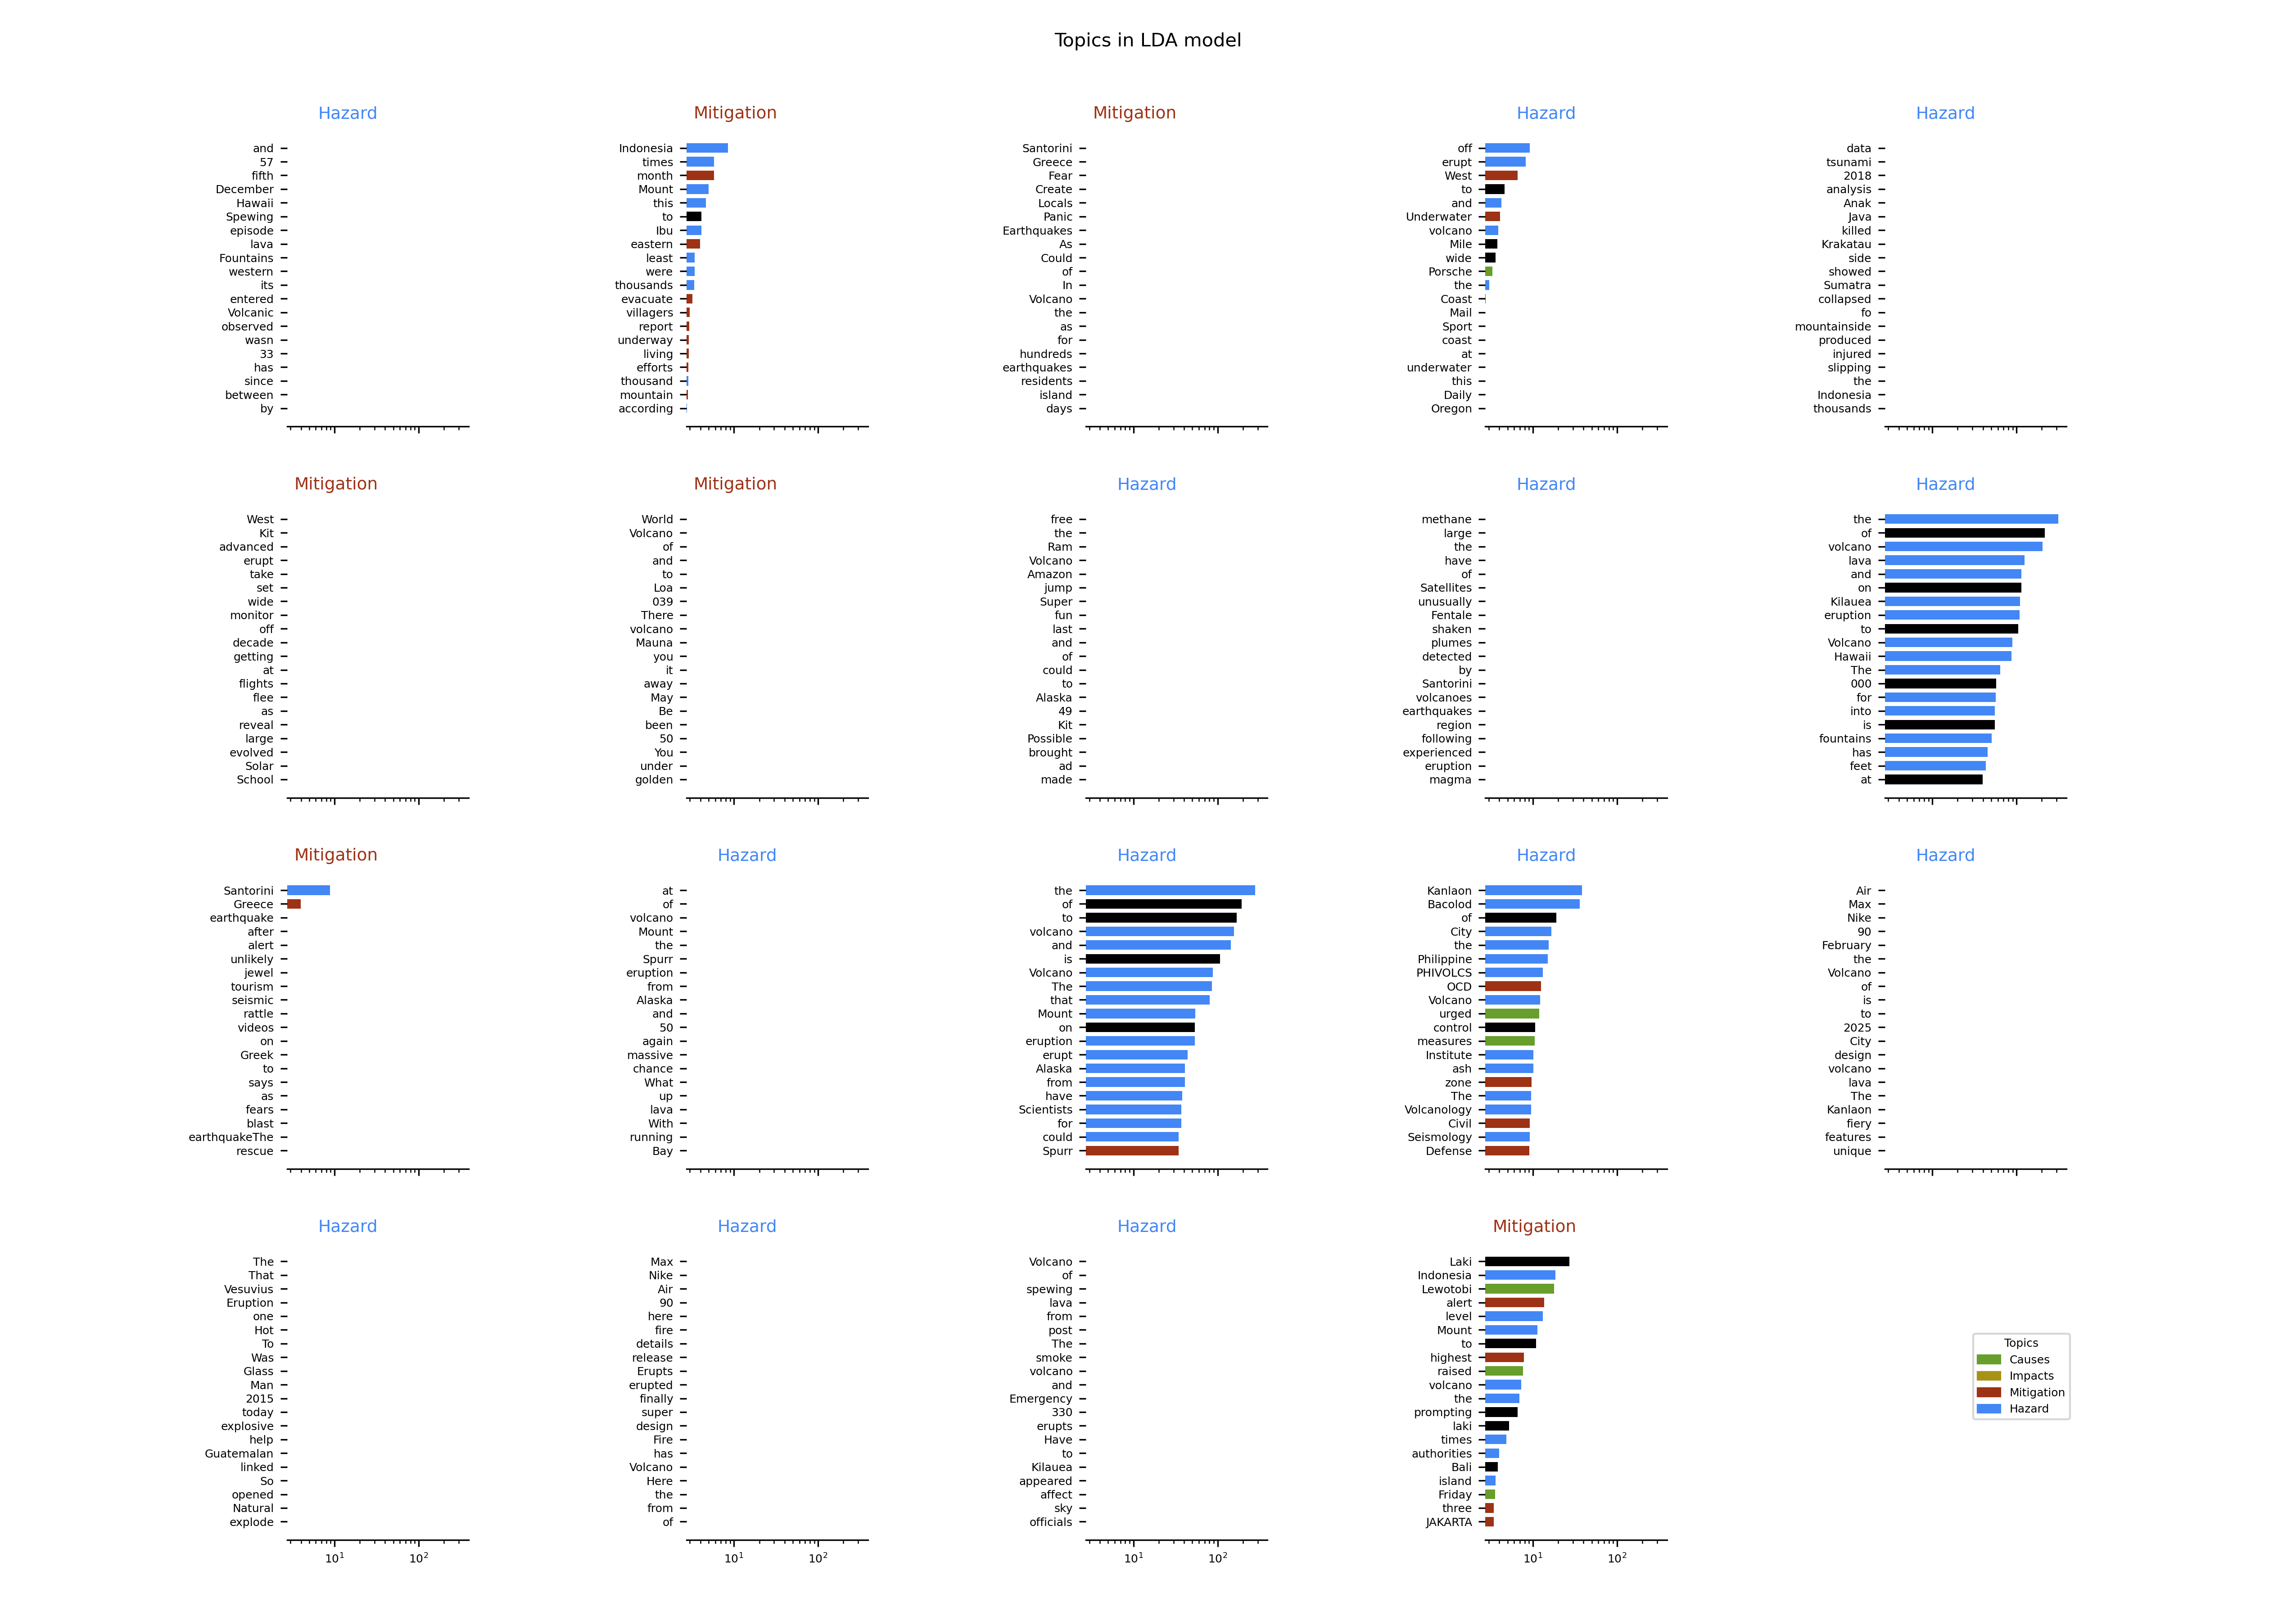 Topics in LDA model
Hazard
and
57
fifth
December
Hawaii
Spewing
episode
lava
Fountains
western
its
entered
Volcanic
observed
wasn
33
has
since
between
by
Mitigation
Indonesia
times
month
Mount
this
to
Ibu
eastern
least
were
thousands
evacuate
villagers
report
underway
living
efforts
thousand
mountain
according
Mitigation
Santorini
Greece
Fear
Create
Locals
Panic
Earthquakes
As
Could
of
In
Volcano
the
as
for
hundreds
earthquakes
residents
island
days
Hazard
off
erupt
West
to
and
Underwater
volcano
Mile
wide
Porsche
the
Coast
Mail
Sport
coast
at
underwater
this
Daily
Oregon
Hazard
data
tsunami
2018
analysis
Anak
Java
killed
Krakatau
side
showed
Sumatra
collapsed
fo
mountainside
produced
injured
slipping
the
Indonesia
thousands
Mitigation
West
Kit
advanced
erupt
take
set
wide
monitor
off
decade
getting
at
flights
flee
as
reveal
large
evolved
Solar
School
Mitigation
World
Volcano
of
and
to
Loa
039
There
volcano
Mauna
you
it
away
May
Be
been
50
You
under
golden
Hazard
free
the
Ram
Volcano
Amazon
jump
Super
fun
last
and
of
could
to
Alaska
49
Kit
Possible
brought
ad
made
Hazard
methane
large
the
have
of
Satellites
unusually
Fentale
shaken
plumes
detected
by
Santorini
volcanoes
earthquakes
region
following
experienced
eruption
magma
Hazard
the
of
volcano
lava
and
on
Kilauea
eruption
to
Volcano
Hawaii
The
000
for
into
is
fountains
has
feet
at
Mitigation
Santorini
Greece
earthquake
after
alert
unlikely
jewel
tourism
seismic
rattle
videos
on
Greek
to
says
as
fears
blast
earthquakeThe
rescue
Hazard
at
of
volcano
Mount
the
Spurr
eruption
from
Alaska
and
50
again
massive
chance
What
up
lava
With
running
Bay
Hazard
the
of
to
volcano
and
is
Volcano
The
that
Mount
on
eruption
erupt
Alaska
from
have
Scientists
for
could
Spurr
Hazard
Kanlaon
Bacolod
of
City
the
Philippine
PHIVOLCS
OCD
Volcano
urged
control
measures
Institute
ash
zone
The
Volcanology
Civil
Seismology
Defense
Hazard
Air
Max
Nike
90
February
the
Volcano
of
is
to
2025
City
design
volcano
lava
The
Kanlaon
fiery
features
unique
Hazard
The
That
Vesuvius
Eruption
one
Hot
To
Was
Glass
Man
2015
today
explosive
help
Guatemalan
linked
So
opened
Natural
explode
10¹ 10²
Hazard
Max
Nike
Air
90
here
fire
details
release
Erupts
erupted
finally
super
design
Fire
has
Volcano
Here
the
from
of
10¹ 10²
Hazard
Volcano
of
spewing
lava
from
post
The
smoke
volcano
and
Emergency
330
erupts
Have
to
Kilauea
appeared
affect
sky
officials
10¹ 10²
Mitigation
Laki
Indonesia
Lewotobi
alert
level
Mount
to
highest
raised
volcano
the
prompting
laki
times
authorities
Bali
island
Friday
three
JAKARTA
10¹ 10²
Topics
Causes
Impacts
Mitigation
Hazard